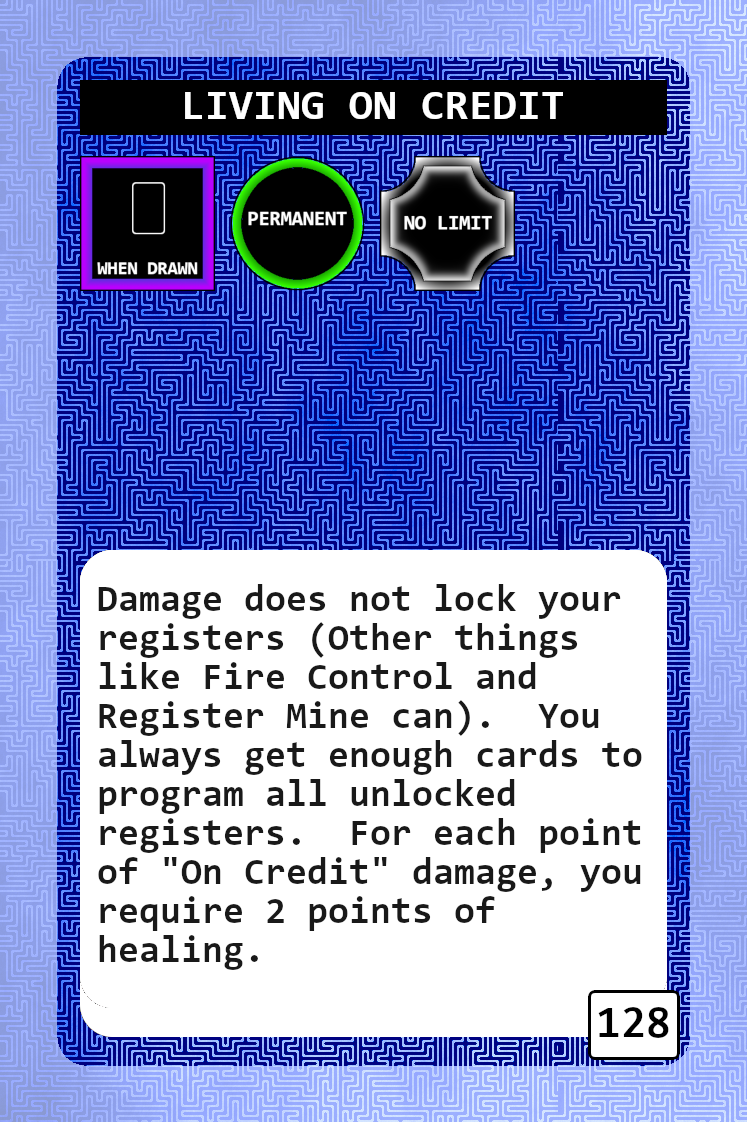 LIVING ON CREDIT
WHEN DRAWN
PERMANENT
NO LIMIT
Damage does not lock your
registers (Other things
like Fire Control and
Register Mine can).  You
always get enough cards to
program all unlocked
registers.  For each point
of "On Credit" damage, you
require 2 points of
healing.
128